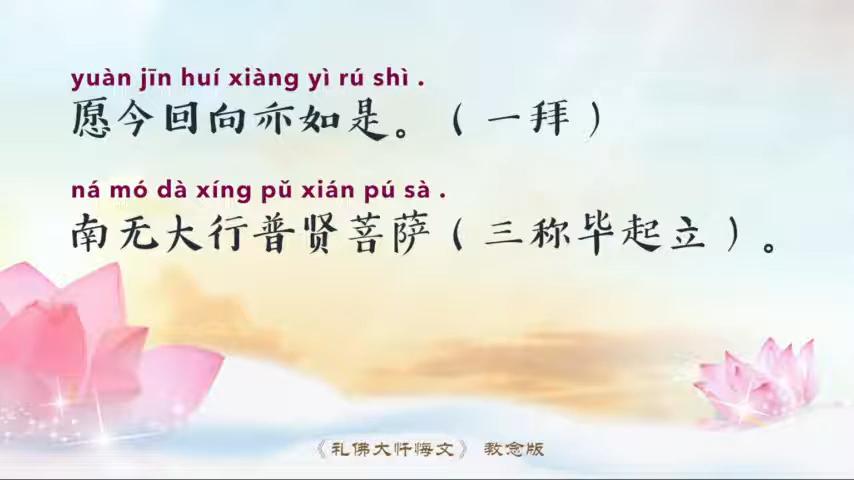 yuàn jīn huí xiàng yì rú shì .
愿今回向亦如是。（一拜）
ná mó dà xíng pǔ xián pú sà .
南无大行普贤菩萨（三称毕起立）。
《礼佛大忏悔文》 教念版